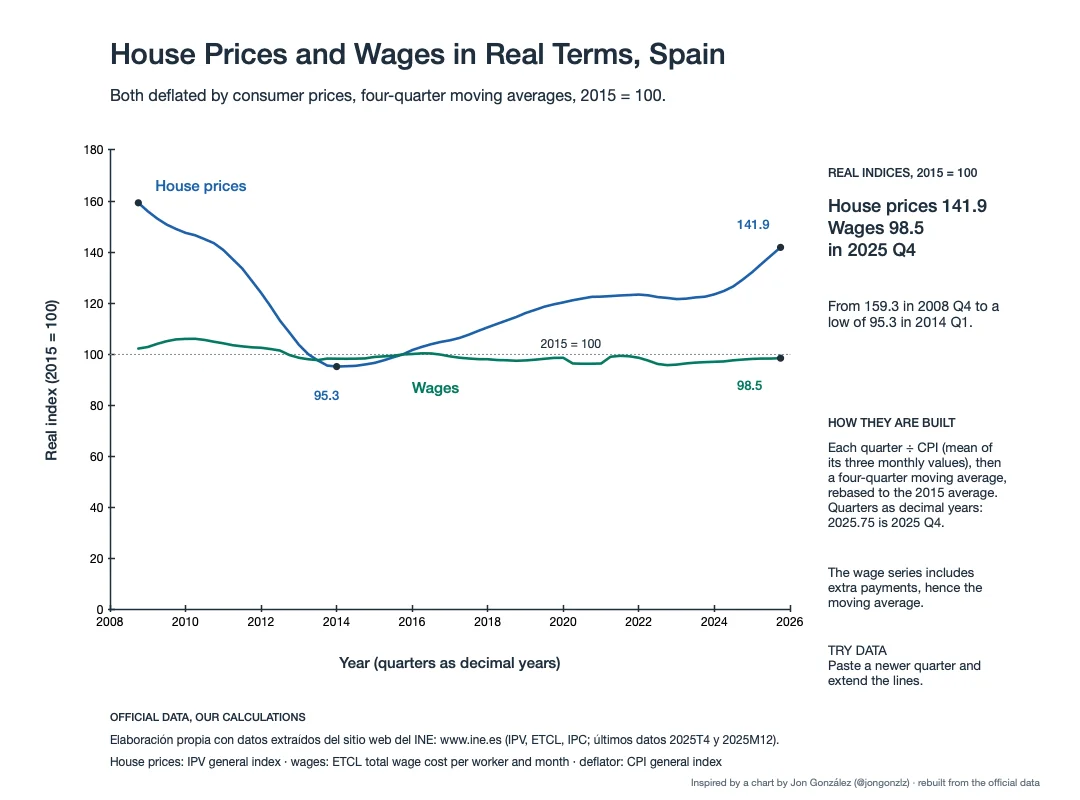 House Prices and Wages in Real Terms, Spain
Both deflated by consumer prices, four-quarter moving averages, 2015 = 100.
Real index (2015 = 100)
180
160
140
120
100
80
60
40
20
0
House prices
141.9
2015 = 100
95.3
Wages
98.5
2008
2010
2012
2014
2016
2018
2020
2022
2024
2026
Year (quarters as decimal years)
REAL INDICES, 2015 = 100
House prices 141.9
Wages 98.5
in 2025 Q4
From 159.3 in 2008 Q4 to a
low of 95.3 in 2014 Q1.
HOW THEY ARE BUILT
Each quarter ÷ CPI (mean of
its three monthly values), then
a four-quarter moving average,
rebased to the 2015 average.
Quarters as decimal years:
2025.75 is 2025 Q4.
The wage series includes
extra payments, hence the
moving average.
TRY DATA
Paste a newer quarter and
extend the lines.
OFFICIAL DATA, OUR CALCULATIONS
Elaboración propia con datos extraídos del sitio web del INE: www.ine.es (IPV, ETCL, IPC; últimos datos 2025T4 y 2025M12).
House prices: IPV general index · wages: ETCL total wage cost per worker and month · deflator: CPI general index
Inspired by a chart by Jon González (@jongonzlz) · rebuilt from the official data